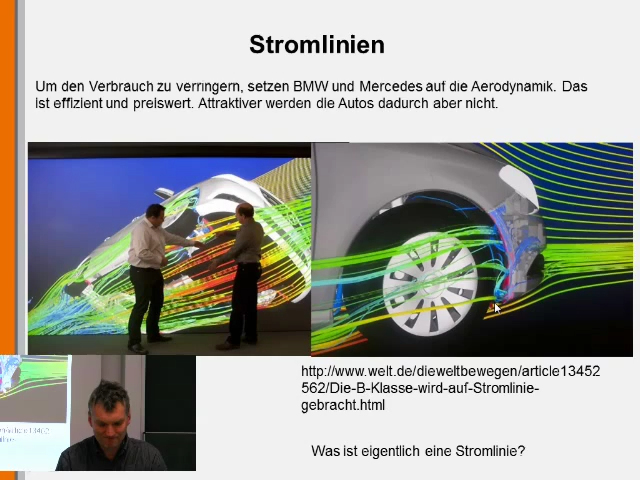 Stromlinien
Um den Verbrauch zu verringern, setzen BMW und Mercedes auf die Aerodynamik. Das
ist effizient und preiswert. Attraktiver werden die Autos dadurch aber nicht.
http://www.welt.de/dieweltbewegen/article13452
562/Die-B-Klasse-wird-auf-Stromlinie-
gebracht.html
Was ist eigentlich eine Stromlinie?